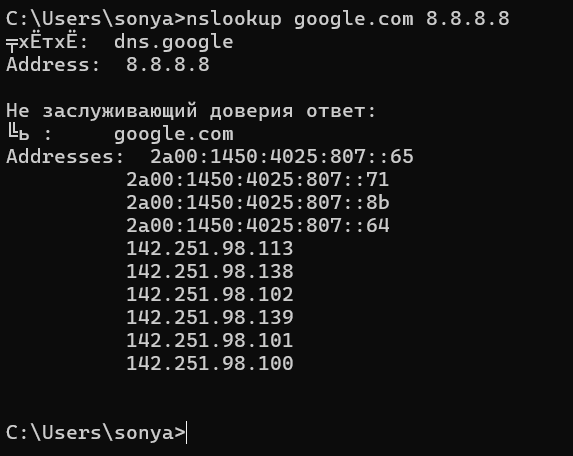 C:\Users\sonya>nslookup google.com 8.8.8.8
╤хЁтхЁ:  dns.google
Address:  8.8.8.8

Не заслуживающий доверия ответ:
╚ь :     google.com
Addresses:  2a00:1450:4025:807::65
          2a00:1450:4025:807::71
          2a00:1450:4025:807::8b
          2a00:1450:4025:807::64
          142.251.98.113
          142.251.98.138
          142.251.98.102
          142.251.98.139
          142.251.98.101
          142.251.98.100

C:\Users\sonya>